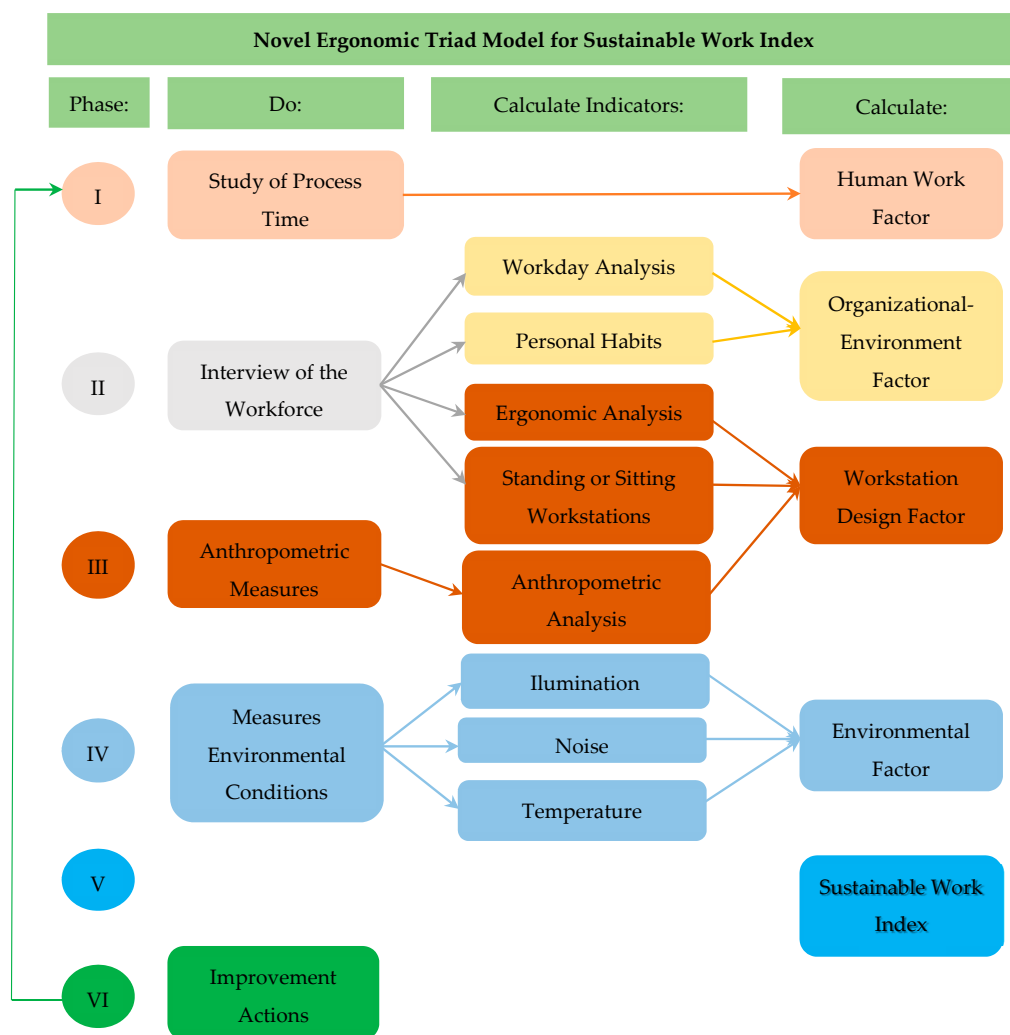 Novel Ergonomic Triad Model for Sustainable Work Index
Phase:
Do:
Calculate Indicators:
Calculate:
I
Study of Process
Time
Human Work
Factor
II
Interview of the
Workforce
Workday Analysis
Personal Habits
Ergonomic Analysis
Standing or Sitting
Workstations
Organizational-
Environment
Factor
Workstation
Design Factor
III
Anthropometric
Measures
Anthropometric
Analysis
IV
Measures
Environmental
Conditions
Ilumination
Noise
Temperature
Environmental
Factor
V
Sustainable Work
Index
VI
Improvement
Actions